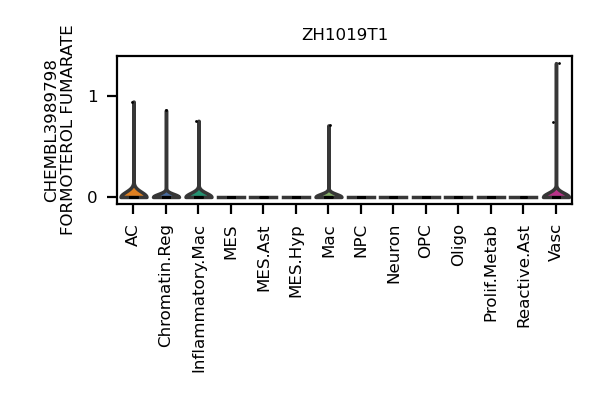 ZH1019T1
CHEMBL3989798
FORMOTEROL FUMARATE
1
0
AC
Chromatin.Reg
Inflammatory.Mac
MES
MES.Ast
MES.Hyp
Mac
NPC
Neuron
OPC
Oligo
Prolif.Metab
Reactive.Ast
Vasc